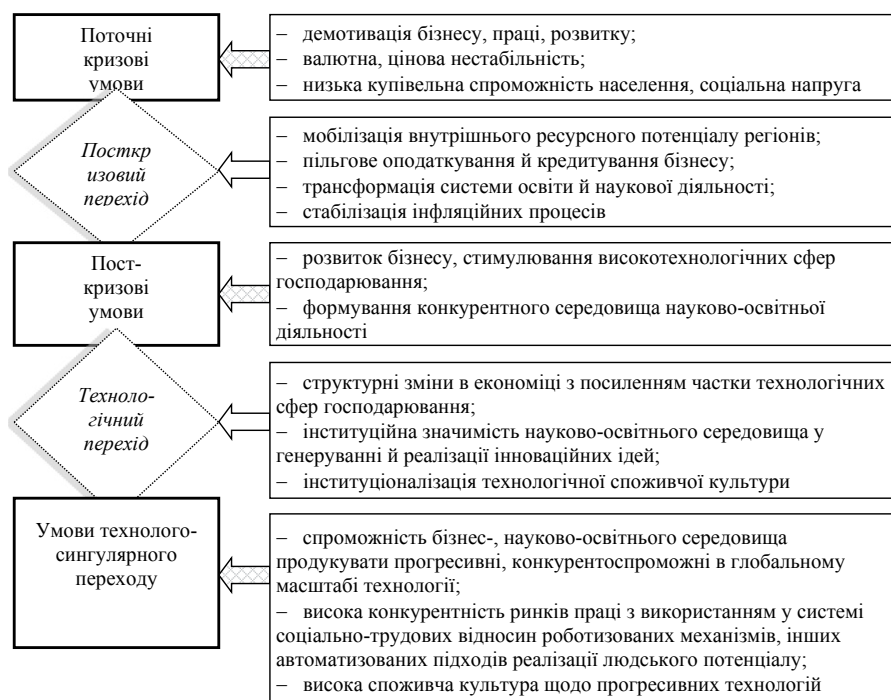 Поточні
кризові
умови
– демотивація бізнесу, праці, розвитку;
– валютна, цінова нестабільність;
– низька купівельна спроможність населення, соціальна напруга
Посткр
изовий
перехід
– мобілізація внутрішнього ресурсного потенціалу регіонів;
– пільгове оподаткування й кредитування бізнесу;
– трансформація системи освіти й наукової діяльності;
– стабілізація інфляційних процесів
Пост-
кризові
умови
– розвиток бізнесу, стимулювання високотехнологічних сфер
господарювання;
– формування конкурентного середовища науково-освітньої
діяльності
Техноло-
гічний
перехід
– структурні зміни в економіці з посиленням частки технологічних
сфер господарювання;
– інституційна значимість науково-освітнього середовища у
генеруванні й реалізації інноваційних ідей;
– інституціоналізація технологічної споживчої культури
Умови технолого-
сингулярного
переходу
– спроможність бізнес-, науково-освітнього середовища
продукувати прогресивні, конкурентоспроможні в глобальному
масштабі технології;
– висока конкурентність ринків праці з використанням у системі
соціально-трудових відносин роботизованих механізмів, інших
автоматизованих підходів реалізації людського потенціалу;
– висока споживча культура щодо прогресивних технологій